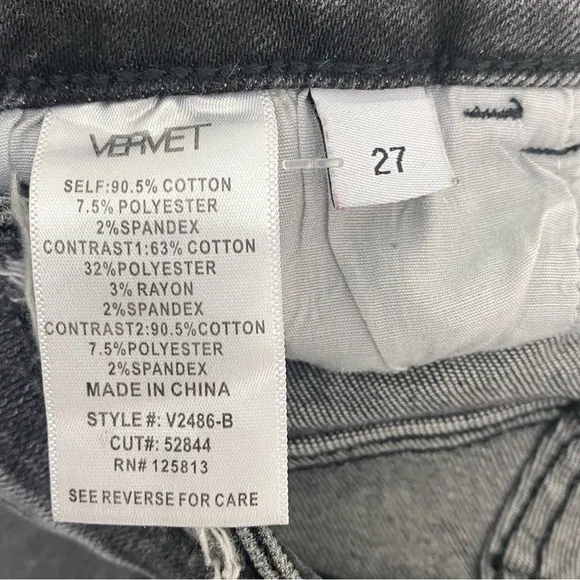 VERVET
SELF:90.5% COTTON
7.5% POLYESTER
2%SPANDEX
CONTRAST1:63% COTTON
32%POLYESTER
3% RAYON
2% SPANDEX
CONTRAST2:90.5%COTTON
7.5%POLYESTER
2%SPANDEX
MADE IN CHINA
STYLE #: V2486-B
CUT#: 52844
RN# 125813
SEE REVERSE FOR CARE
27